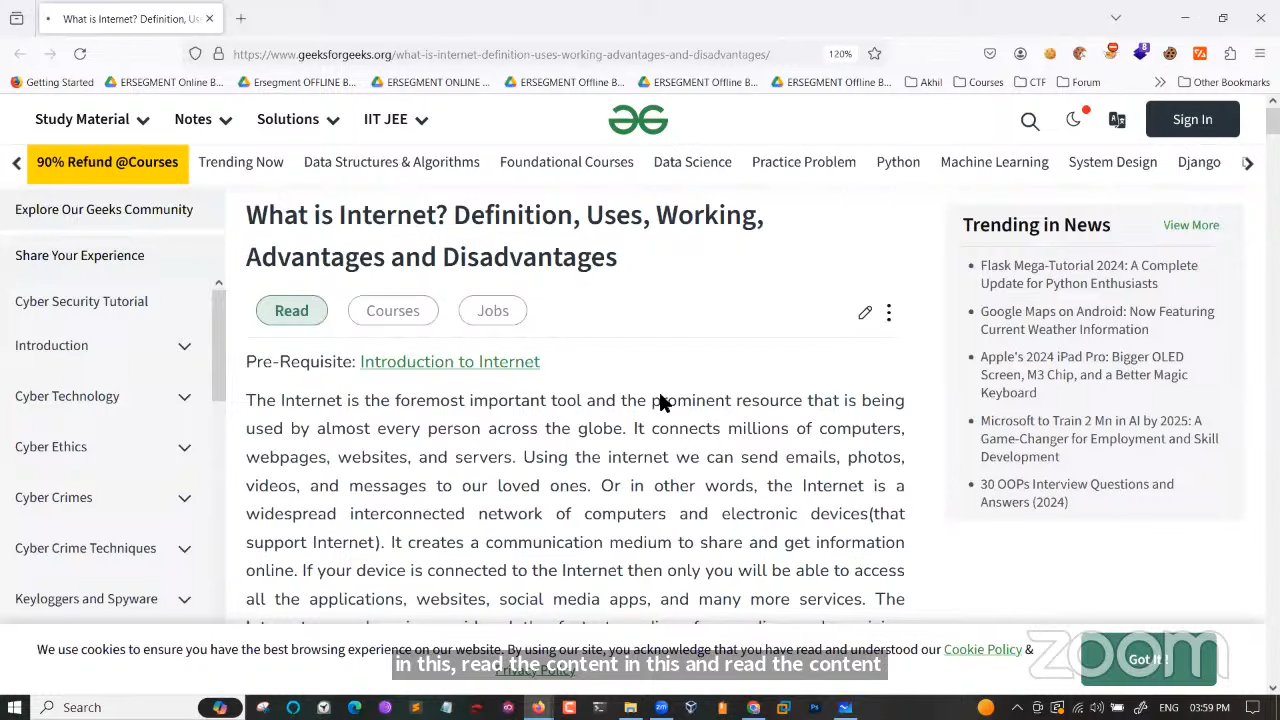 What is Internet? Definition, Us
https://www.geeksforgeeks.org/what-is-internet-definition-uses-working-advantages-and-disadvantages/
120%
8
Getting Started
ERSEGMENT Online B...
Ersegment OFFLINE B...
ERSEGMENT ONLINE ...
ERSEGMENT Offline B...
ERSEGMENT Offline B...
ERSEGMENT Offline B...
Akhil
Courses
CTF
Forum
Other Bookmarks
Study Material
Notes
Solutions
IIT JEE
Sign In
90% Refund @Courses
Trending Now
Data Structures & Algorithms
Foundational Courses
Data Science
Practice Problem
Python
Machine Learning
System Design
Django
Explore Our Geeks Community
Share Your Experience
Cyber Security Tutorial
Introduction
Cyber Technology
Cyber Ethics
Cyber Crimes
Cyber Crime Techniques
Keyloggers and Spyware
What is Internet? Definition, Uses, Working,
Advantages and Disadvantages
Read
Courses
Jobs
Pre-Requisite: Introduction to Internet
The Internet is the foremost important tool and the prominent resource that is being
used by almost every person across the globe. It connects millions of computers,
webpages, websites, and servers. Using the internet we can send emails, photos,
videos, and messages to our loved ones. Or in other words, the Internet is a
widespread interconnected network of computers and electronic devices(that
support Internet). It creates a communication medium to share and get information
online. If your device is connected to the Internet then only you will be able to access
all the applications, websites, social media apps, and many more services. The
Trending in News
View More
Flask Mega-Tutorial 2024: A Complete
Update for Python Enthusiasts
Google Maps on Android: Now Featuring
Current Weather Information
Apple's 2024 iPad Pro: Bigger OLED
Screen, M3 Chip, and a Better Magic
Keyboard
Microsoft to Train 2 Mn in AI by 2025: A
Game-Changer for Employment and Skill
Development
30 OOPs Interview Questions and
Answers (2024)
We use cookies to ensure you have the best browsing experience on our website. By using our site, you acknowledge that you have read and understood our Cookie Policy &
Privacy Policy
Got It !
in this, read the content in this and read the content
zoom
Search
ENG
03:59 PM